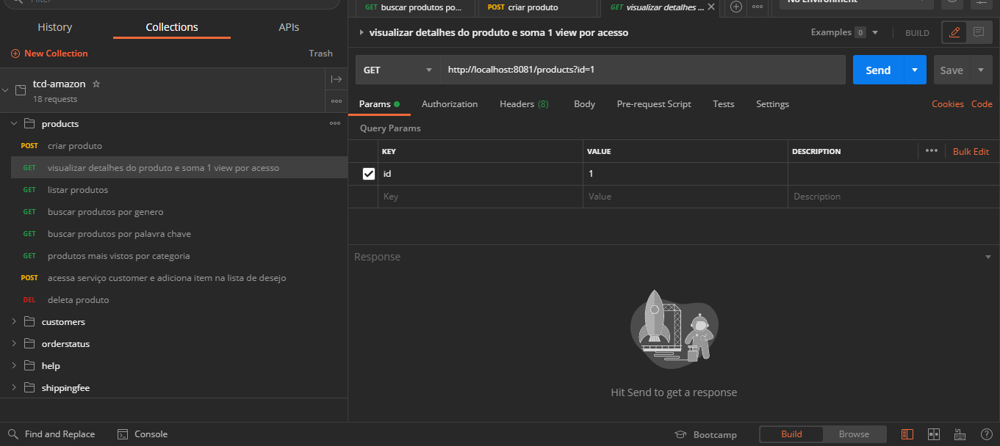 Filter
History
Collections
APIs
New Collection
Trash
tcd-amazon
18 requests
products
POST criar produto
GET visualizar detalhes do produto e soma 1 view por acesso
GET listar produtos
GET buscar produtos por genero
GET buscar produtos por palavra chave
GET produtos mais vistos por categoria
POST acessa serviço customer e adiciona item na lista de desejo
DEL deleta produto
customers
orderstatus
help
shippingfee
GET buscar produtos po...
POST criar produto
GET visualizar detalhes ...
No Environment
visualizar detalhes do produto e soma 1 view por acesso
Examples 0
BUILD
GET
http://localhost:8081/products?id=1
Send
Save
Params
Authorization
Headers (8)
Body
Pre-request Script
Tests
Settings
Cookies
Code
Query Params
KEY
VALUE
DESCRIPTION
Bulk Edit
id
1
Key
Value
Description
Response
Hit Send to get a response
Find and Replace
Console
Bootcamp
Build
Browse